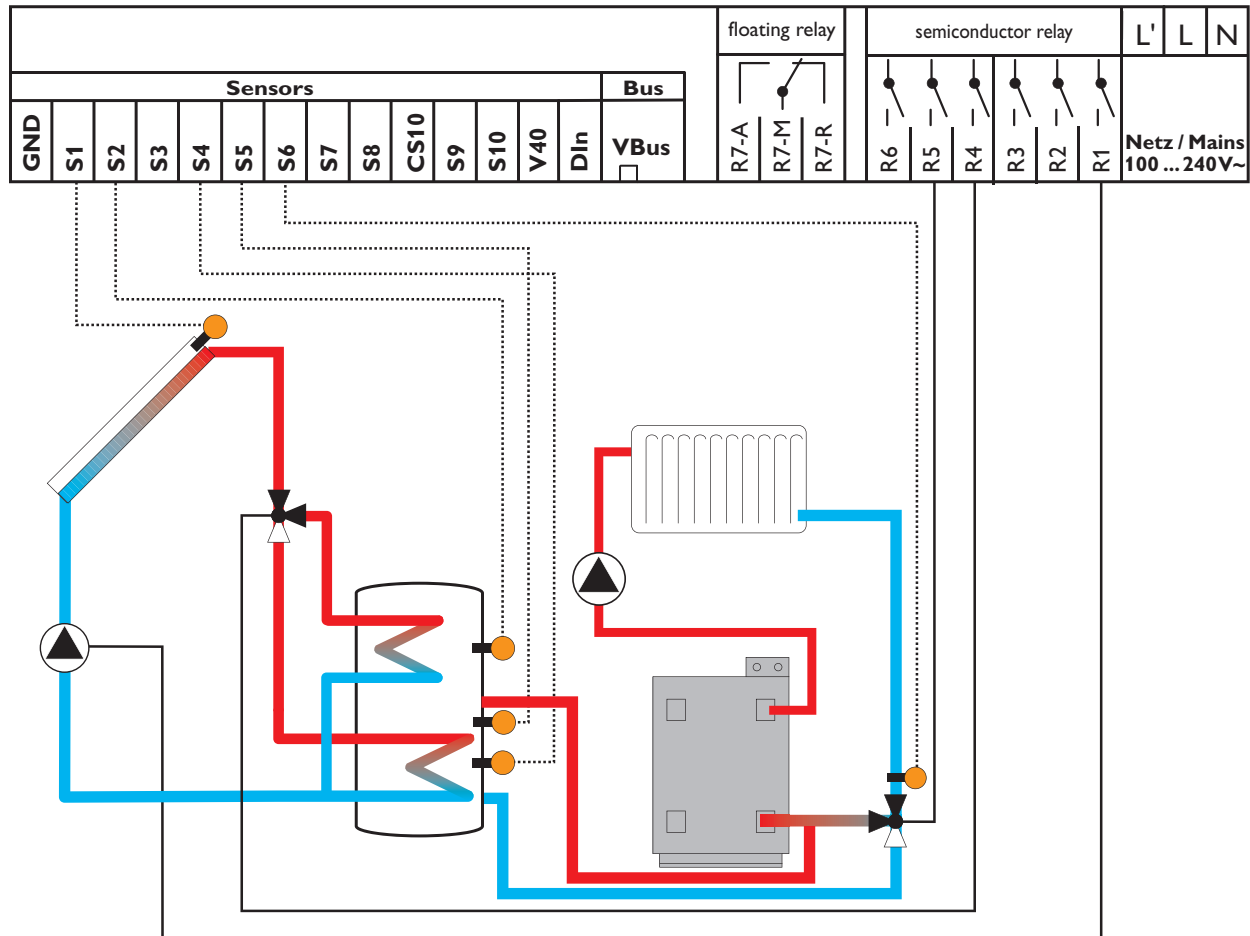 floating relay
semiconductor relay
L' L N
Sensors
Bus
GND S1 S2 S3 S4 S5 S6 S7 S8 CS10 S9 S10 V40 DIn
VBus
R7-A R7-M R7-R
R6 R5 R4 R3 R2 R1
Netz / Mains
100 ... 240V~